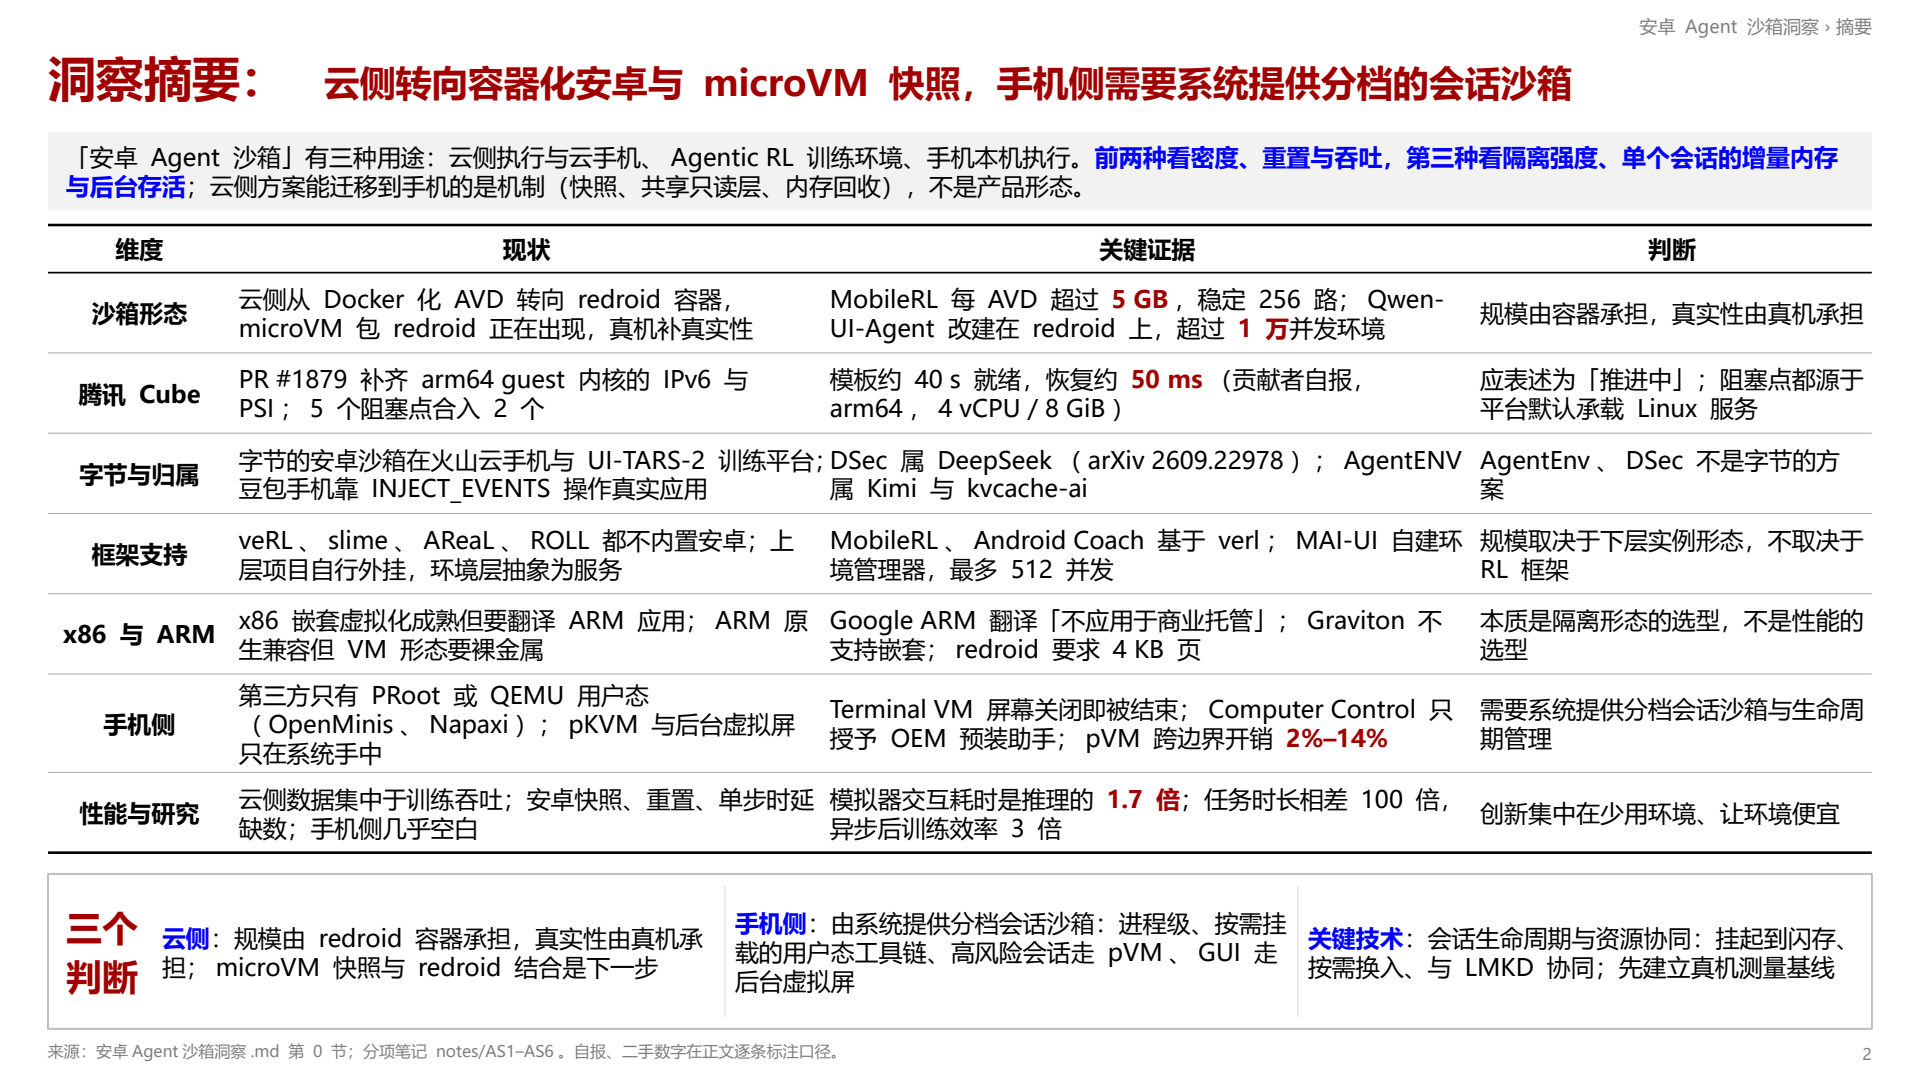 安卓 Agent 沙箱洞察 › 摘要
洞察摘要： 云侧转向容器化安卓与 microVM 快照，手机侧需要系统提供分档的会话沙箱
「安卓 Agent 沙箱」有三种用途：云侧执行与云手机、Agentic RL 训练环境、手机本机执行。前两种看密度、重置与吞吐，第三种看隔离强度、单个会话的增量内存
与后台存活；云侧方案能迁移到手机的是机制（快照、共享只读层、内存回收），不是产品形态。
维度 现状 关键证据 判断
沙箱形态
云侧从 Docker 化 AVD 转向 redroid 容器，
microVM 包 redroid 正在出现，真机补真实性
MobileRL 每 AVD 超过 5 GB，稳定 256 路；Qwen-
UI-Agent 改建在 redroid 上，超过 1 万并发环境
规模由容器承担，真实性由真机承担
腾讯 Cube
PR #1879 补齐 arm64 guest 内核的 IPv6 与
PSI；5 个阻塞点合入 2 个
模板约 40 s 就绪，恢复约 50 ms（贡献者自报，
arm64，4 vCPU / 8 GiB）
应表述为「推进中」；阻塞点都源于
平台默认承载 Linux 服务
字节与归属
字节的安卓沙箱在火山云手机与 UI-TARS-2 训练平台；
豆包手机靠 INJECT_EVENTS 操作真实应用
DSec 属 DeepSeek（arXiv 2609.22978）；AgentENV
属 Kimi 与 kvcache-ai
AgentEnv、DSec 不是字节的方
案
框架支持
veRL、slime、AReaL、ROLL 都不内置安卓；上
层项目自行外挂，环境层抽象为服务
MobileRL、Android Coach 基于 verl；MAI-UI 自建环
境管理器，最多 512 并发
规模取决于下层实例形态，不取决于
RL 框架
x86 与 ARM
x86 嵌套虚拟化成熟但要翻译 ARM 应用；ARM 原
生兼容但 VM 形态要裸金属
Google ARM 翻译「不应用于商业托管」；Graviton 不
支持嵌套；redroid 要求 4 KB 页
本质是隔离形态的选型，不是性能的
选型
手机侧
第三方只有 PRoot 或 QEMU 用户态
（OpenMinis、Napaxi）；pKVM 与后台虚拟屏
只在系统手中
Terminal VM 屏幕关闭即被结束；Computer Control 只
授予 OEM 预装助手；pVM 跨边界开销 2%–14%
需要系统提供分档会话沙箱与生命周
期管理
性能与研究
云侧数据集中于训练吞吐；安卓快照、重置、单步时延
缺数；手机侧几乎空白
模拟器交互耗时是推理的 1.7 倍；任务时长相差 100 倍，
异步后训练效率 3 倍
创新集中在少用环境、让环境便宜
三个
判断
云侧：规模由 redroid 容器承担，真实性由真机承
担；microVM 快照与 redroid 结合是下一步
手机侧：由系统提供分档会话沙箱：进程级、按需挂
载的用户态工具链、高风险会话走 pVM、GUI 走
后台虚拟屏
关键技术：会话生命周期与资源协同：挂起到闪存、
按需换入、与 LMKD 协同；先建立真机测量基线
来源：安卓 Agent 沙箱洞察.md 第 0 节；分项笔记 notes/AS1–AS6。自报、二手数字在正文逐条标注口径。
2